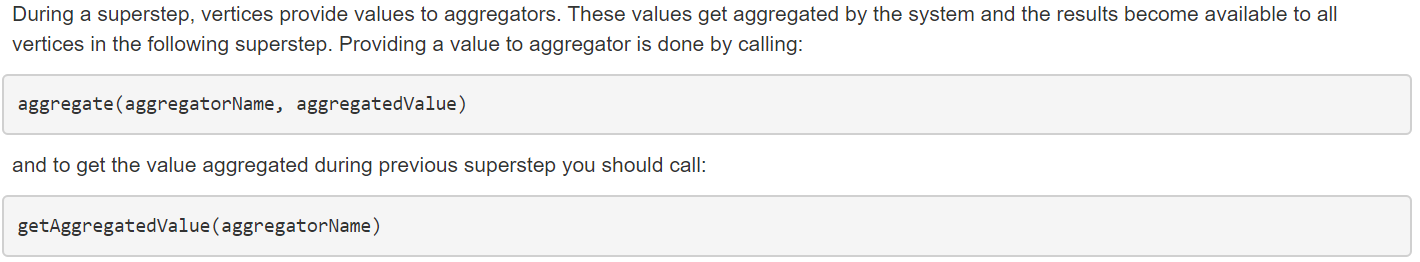 During a superstep, vertices provide values to aggregators. These values get aggregated by the system and the results become available to all
vertices in the following superstep. Providing a value to aggregator is done by calling:
aggregate(aggregatorName, aggregatedValue)
and to get the value aggregated during previous superstep you should call:
getAggregatedValue(aggregatorName)